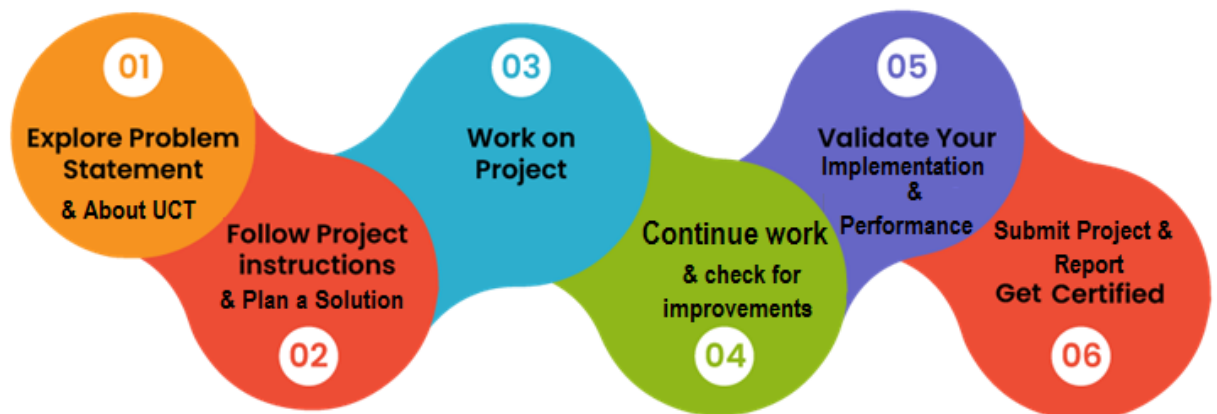 01
Explore Problem
Statement
& About UCT
Follow Project
instructions
& Plan a Solution
02
03
Work on
Project
Continue work
& check for
improvements
04
05
Validate Your
Implementation
&
Performance
Submit Project &
Report
Get Certified
06